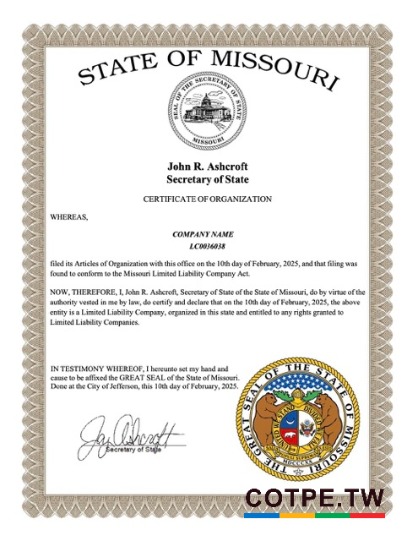 STATE OF MISSOURI
SEAL OF THE SECRETARY OF STATE
MISSOURI
John R. Ashcroft
Secretary of State
CERTIFICATE OF ORGANIZATION
WHEREAS,
COMPANY NAME
LC0036038
filed its Articles of Organization with this office on the 10th day of February, 2025, and that filing was
found to conform to the Missouri Limited Liability Company Act.
NOW, THEREFORE, I, John R. Ashcroft, Secretary of State of the State of Missouri, do by virtue of the
authority vested in me by law, do certify and declare that on the 10th day of February, 2025, the above
entity is a Limited Liability Company, organized in this state and entitled to any rights granted to
Limited Liability Companies.
IN TESTIMONY WHEREOF, I hereunto set my hand and
cause to be affixed the GREAT SEAL of the State of Missouri.
Done at the City of Jefferson, this 10th day of February, 2025.
Jay Ashcroft
Secretary of State
THE GREAT SEAL OF THE STATE OF MISSOURI
COTPE.TW